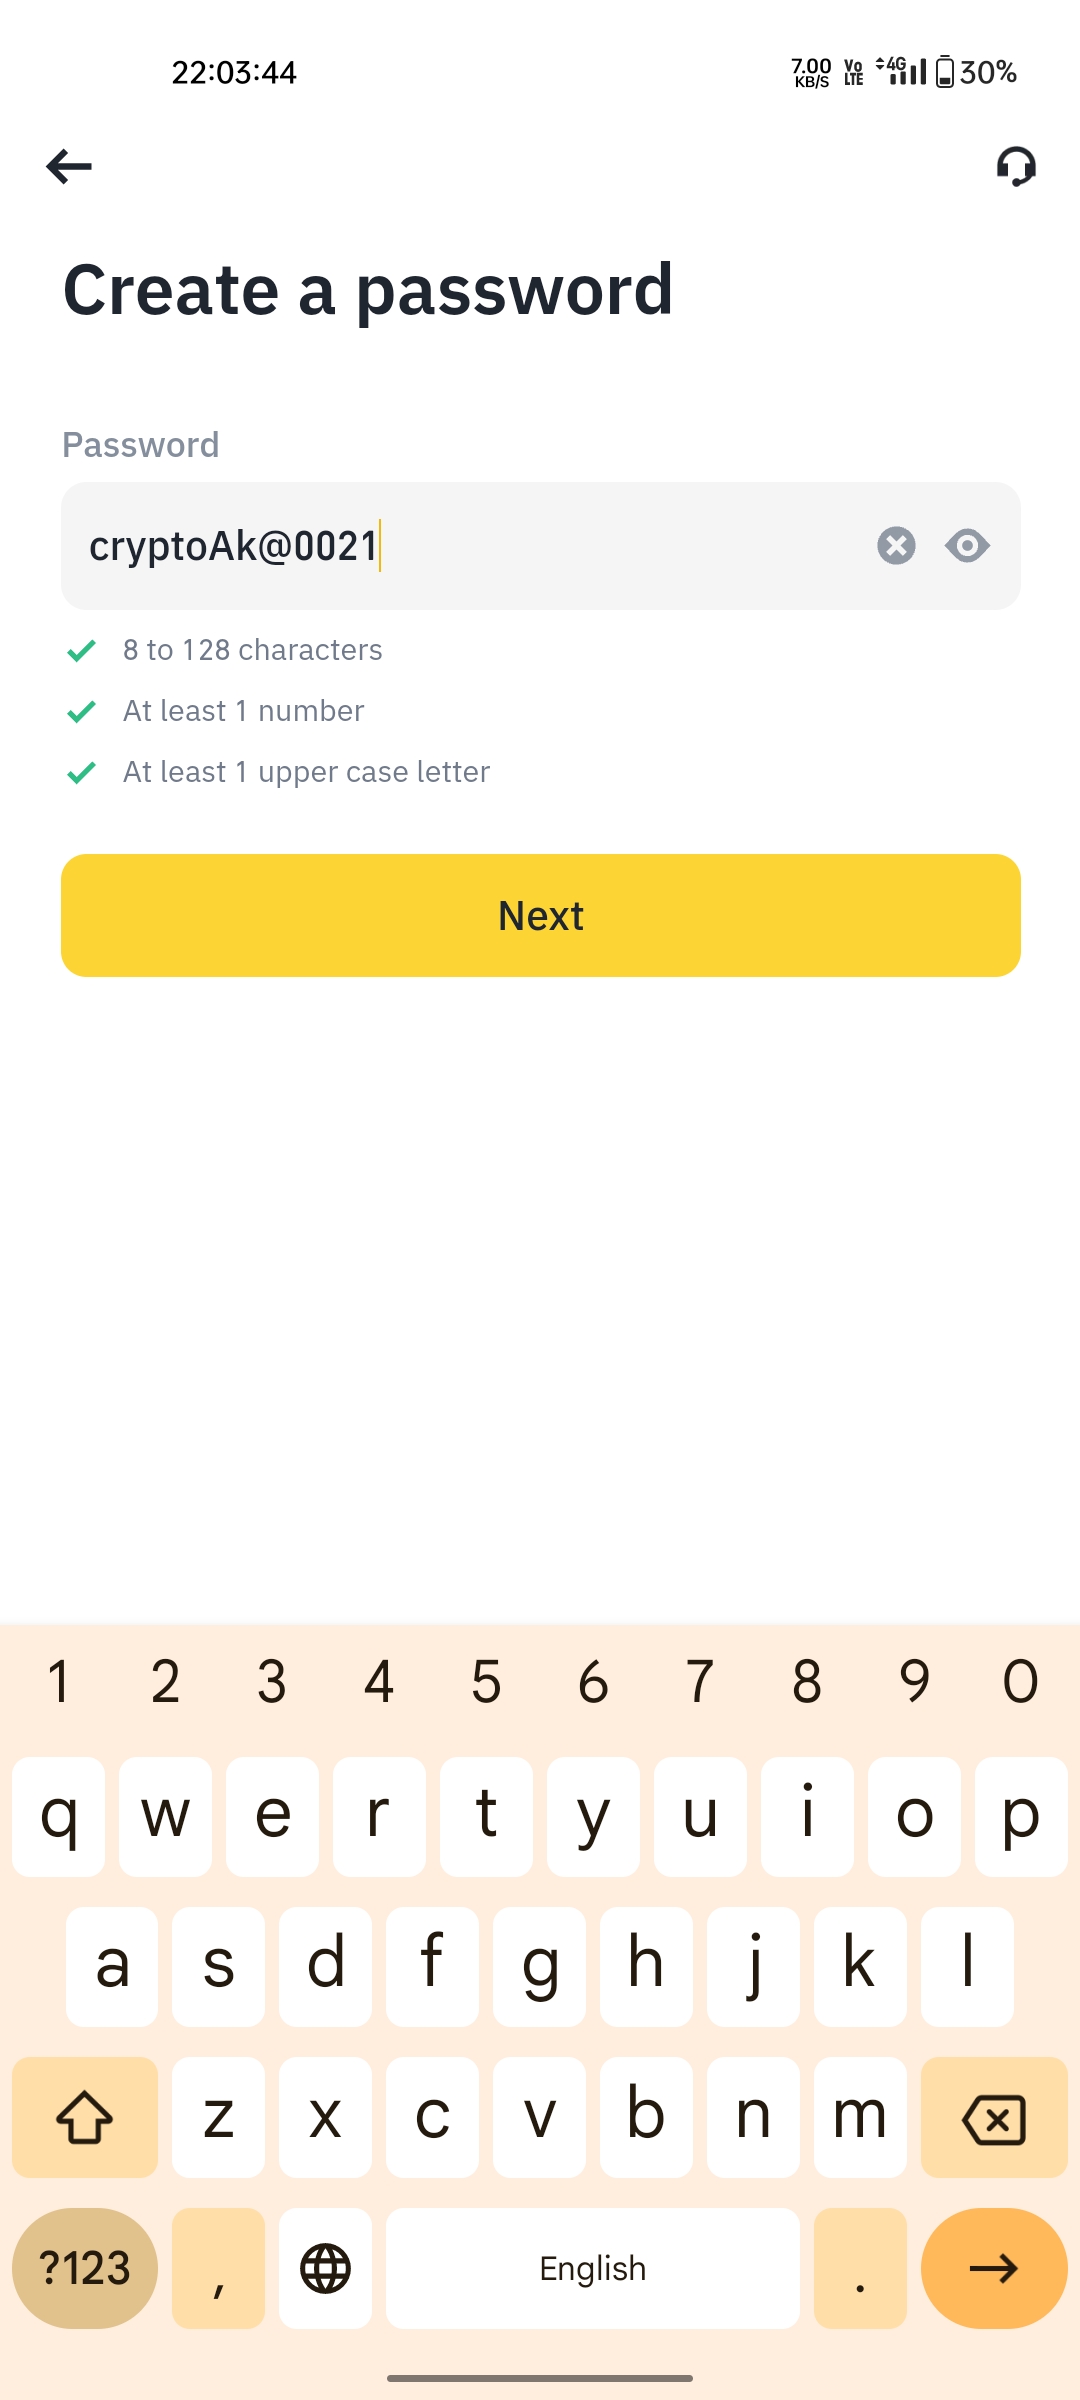 22:03:44 7.00 KB/S Vo LTE 4G 30%
Create a password
Password
cryptoAk@0021
8 to 128 characters
At least 1 number
At least 1 upper case letter
Next
1 2 3 4 5 6 7 8 9 0
q w e r t y u i o p
a s d f g h j k l
z x c v b n m
?123 , English .